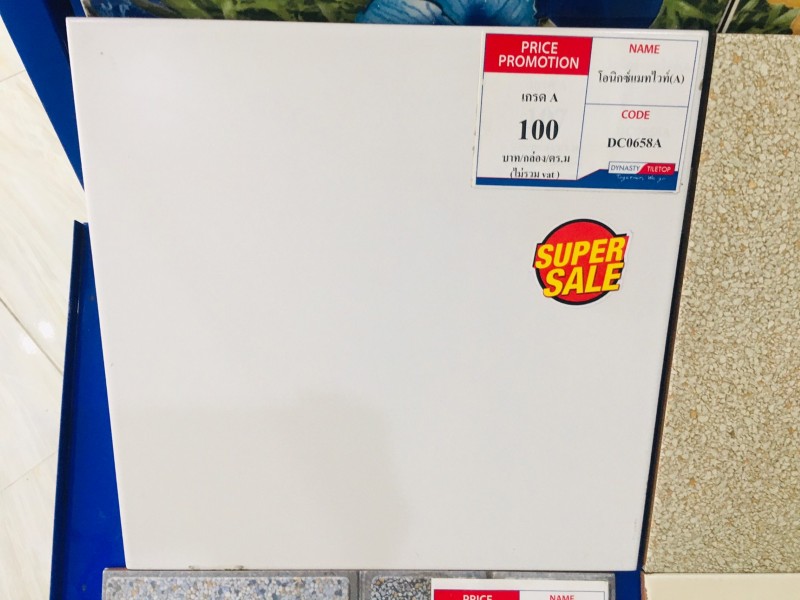 PRICE
PROMOTION
เกรด A
100
บาท/กล่อง/ตร.ม
(ไม่รวม vat )
NAME
โอนิกซ์แมทไวท์(A)
CODE
DC0658A
DYNASTY TILETOP
SUPER
SALE
PRICE
NAME